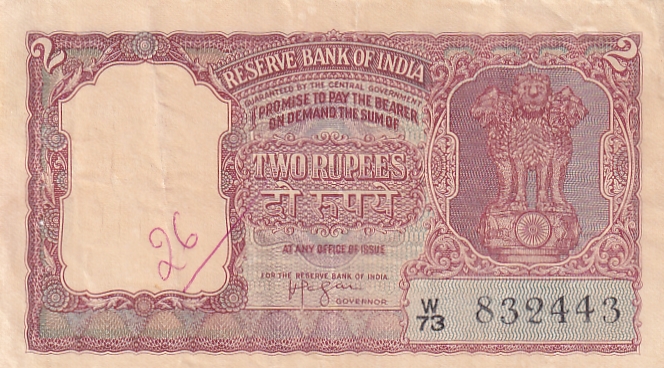 2
2
RESERVE BANK OF INDIA
GUARANTEED BY THE CENTRAL GOVERNMENT
I PROMISE TO PAY THE BEARER
ON DEMAND THE SUM OF
TWO RUPEES
दो रूपये
AT ANY OFFICE OF ISSUE
FOR THE RESERVE BANK OF INDIA
GOVERNOR
26
W/73 832443